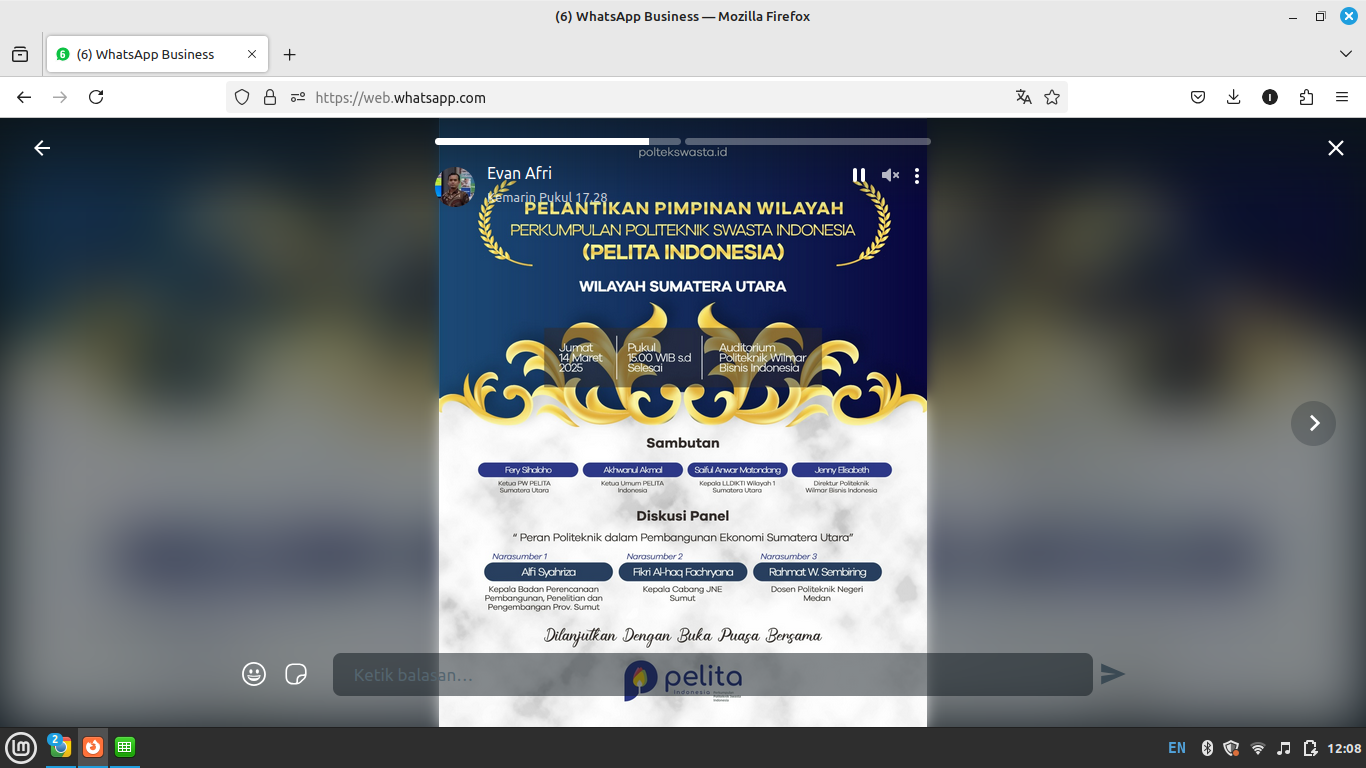 (6) WhatsApp Business — Mozilla Firefox
6
(6) WhatsApp Business
https://web.whatsapp.com
poltekswasta.id
Evan Afri
Kemarin Pukul 17.28
PELANTIKAN PIMPINAN WILAYAH
PERKUMPULAN POLITEKNIK SWASTA INDONESIA
(PELITA INDONESIA)
WILAYAH SUMATERA UTARA
Jumat
14 Maret
2025
Pukul
15.00 WIB s.d
Selesai
Auditorium
Politeknik Wilmar
Bisnis Indonesia
Sambutan
Fery Sihaloho
Ketua PW PELITA
Sumatera Utara
Akhwanul Akmal
Ketua Umum PELITA
Indonesia
Saiful Anwar Matondang
Kepala LLDIKTI Wilayah 1
Sumatera Utara
Jenny Elisabeth
Direktur Politeknik
Wilmar Bisnis Indonesia
Diskusi Panel
“ Peran Politeknik dalam Pembangunan Ekonomi Sumatera Utara”
Narasumber 1
Alfi Syahriza
Kepala Badan Perencanaan
Pembangunan, Penelitian dan
Pengembangan Prov. Sumut
Narasumber 2
Fikri Al-haq Fachryana
Kepala Cabang JNE
Sumut
Narasumber 3
Rahmat W. Sembiring
Dosen Politeknik Negeri
Medan
Dilanjutkan Dengan Buka Puasa Bersama
Ketik balasan...
pelita
Indonesia
2
EN
12:08